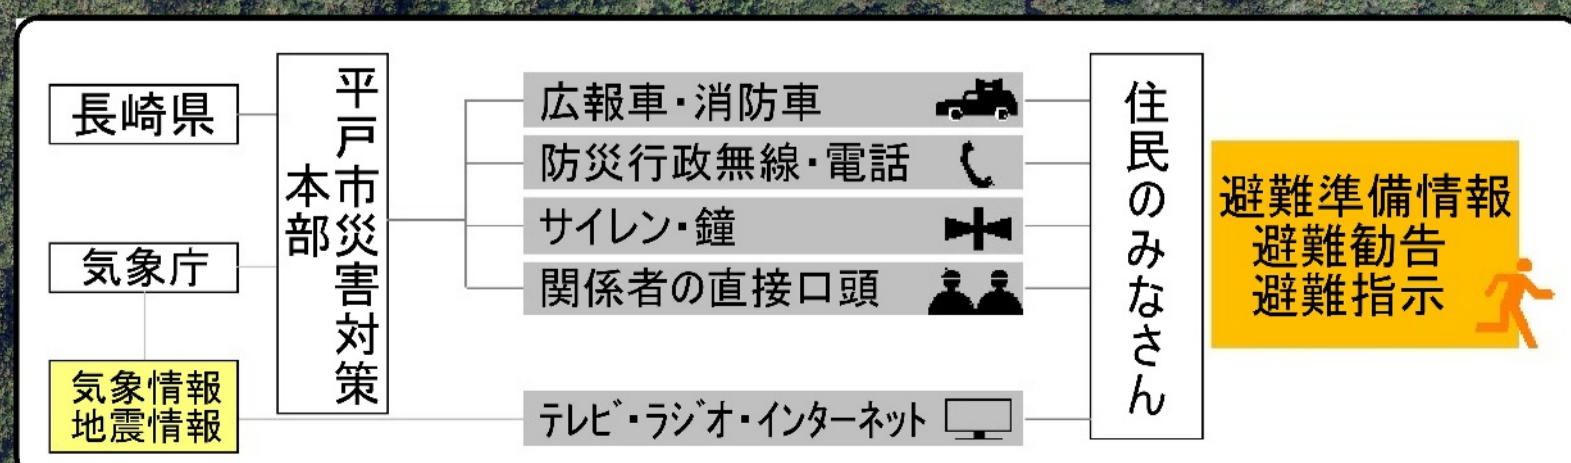 長崎県
気象庁
気象情報
地震情報
平戸市災害対策
本部
広報車・消防車
防災行政無線・電話
サイレン・鐘
関係者の直接口頭
テレビ・ラジオ・インターネット
住民のみなさん
避難準備情報
避難勧告
避難指示